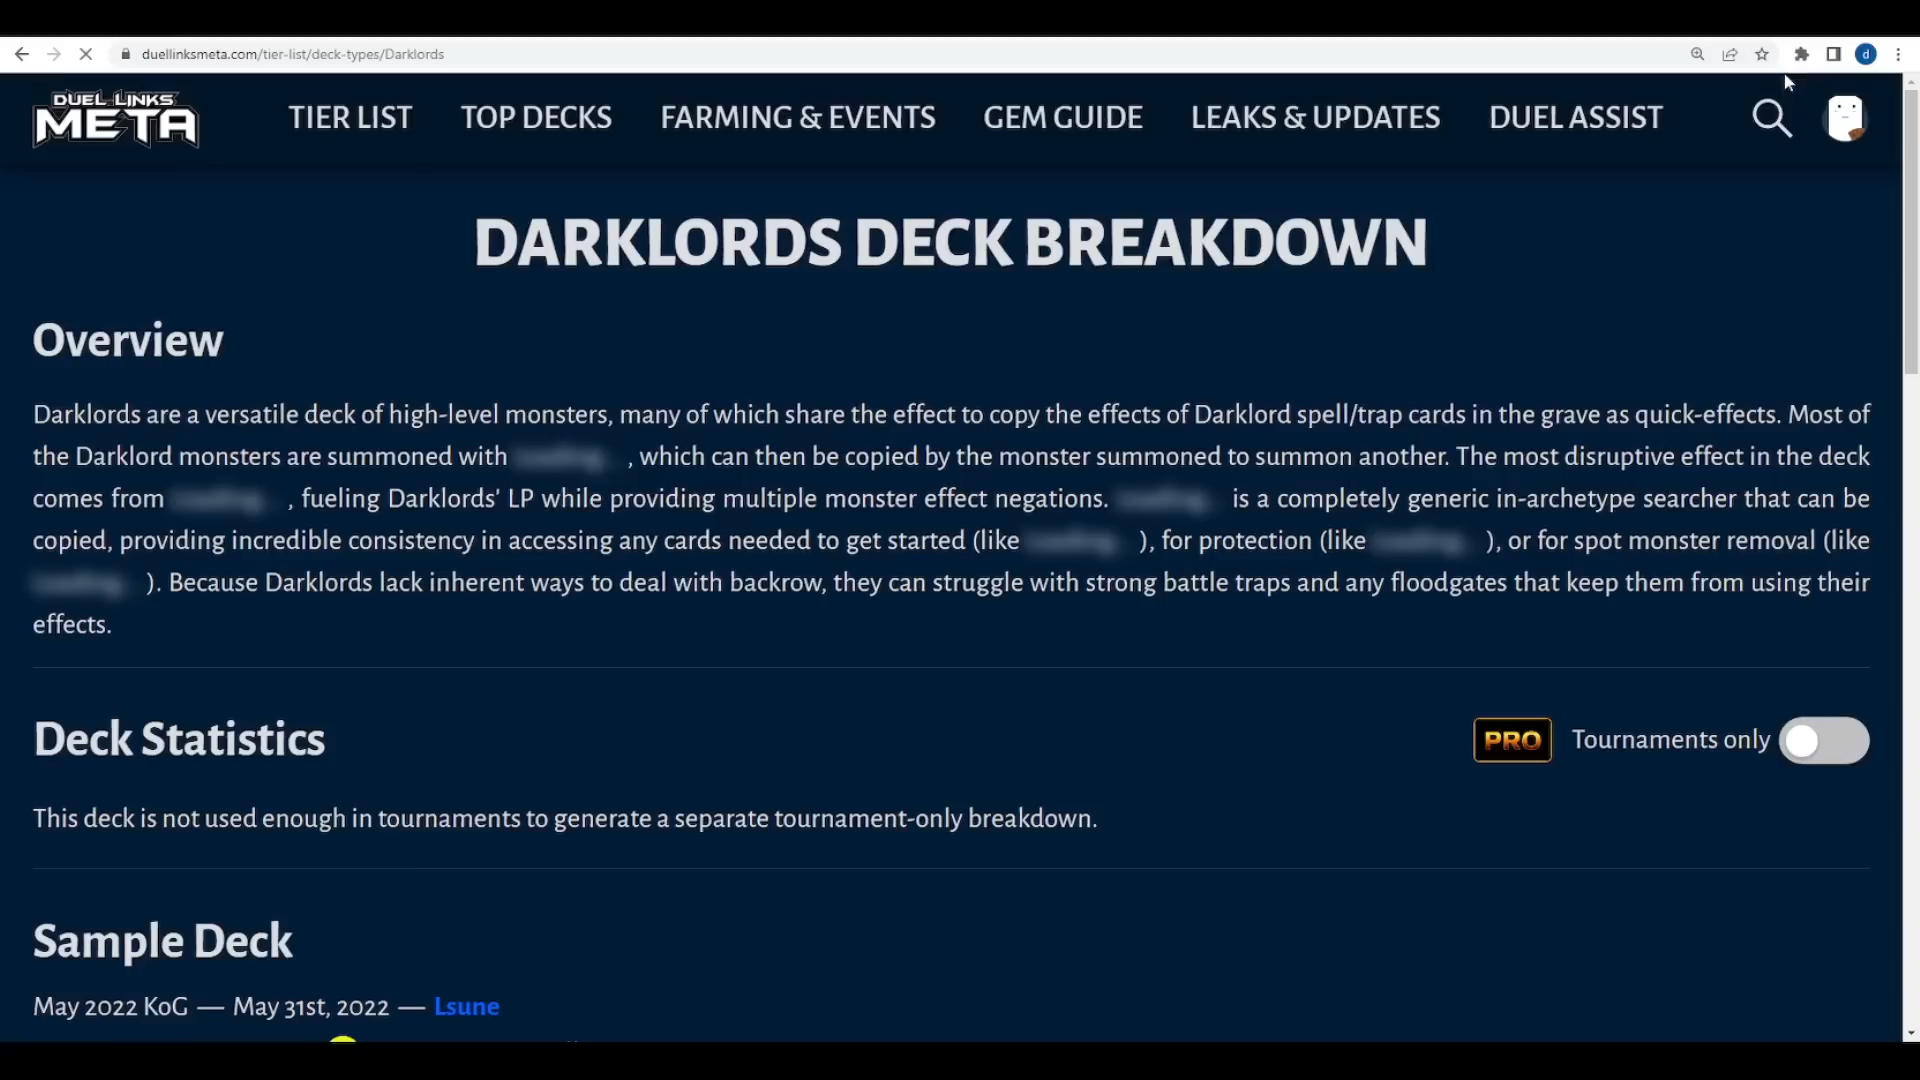 duellinksmeta.com/tier-list/deck-types/Darklords
d
DUEL LINKS
META
TIER LIST
TOP DECKS
FARMING & EVENTS
GEM GUIDE
LEAKS & UPDATES
DUEL ASSIST
DARKLORDS DECK BREAKDOWN
Overview
Darklords are a versatile deck of high-level monsters, many of which share the effect to copy the effects of Darklord spell/trap cards in the grave as quick-effects. Most of
the Darklord monsters are summoned with , which can then be copied by the monster summoned to summon another. The most disruptive effect in the deck
comes from , fueling Darklords' LP while providing multiple monster effect negations. is a completely generic in-archetype searcher that can be
copied, providing incredible consistency in accessing any cards needed to get started (like ), for protection (like ), or for spot monster removal (like
). Because Darklords lack inherent ways to deal with backrow, they can struggle with strong battle traps and any floodgates that keep them from using their
effects.
Deck Statistics
PRO
Tournaments only
This deck is not used enough in tournaments to generate a separate tournament-only breakdown.
Sample Deck
May 2022 KoG — May 31st, 2022 — Lsune